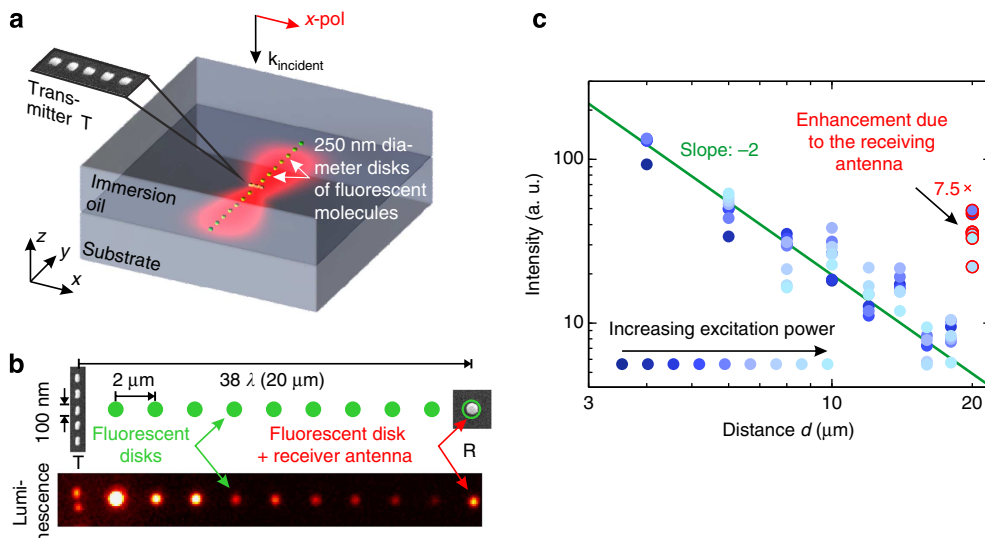 a
x-pol
k incident
Trans-
mitter T
250 nm dia-
meter disks
of fluorescent
molecules
Immersion
oil
Substrate
z
y
x
b
2 μm
38 λ (20 μm)
100 nm
T
Fluorescent
disks
Fluorescent disk
+ receiver antenna
R
Lumi-
nescence
c
Intensity (a. u.)
100
10
Slope: –2
Enhancement due
to the receiving
antenna
7.5 ×
Increasing excitation power
3
10
20
Distance d (μm)